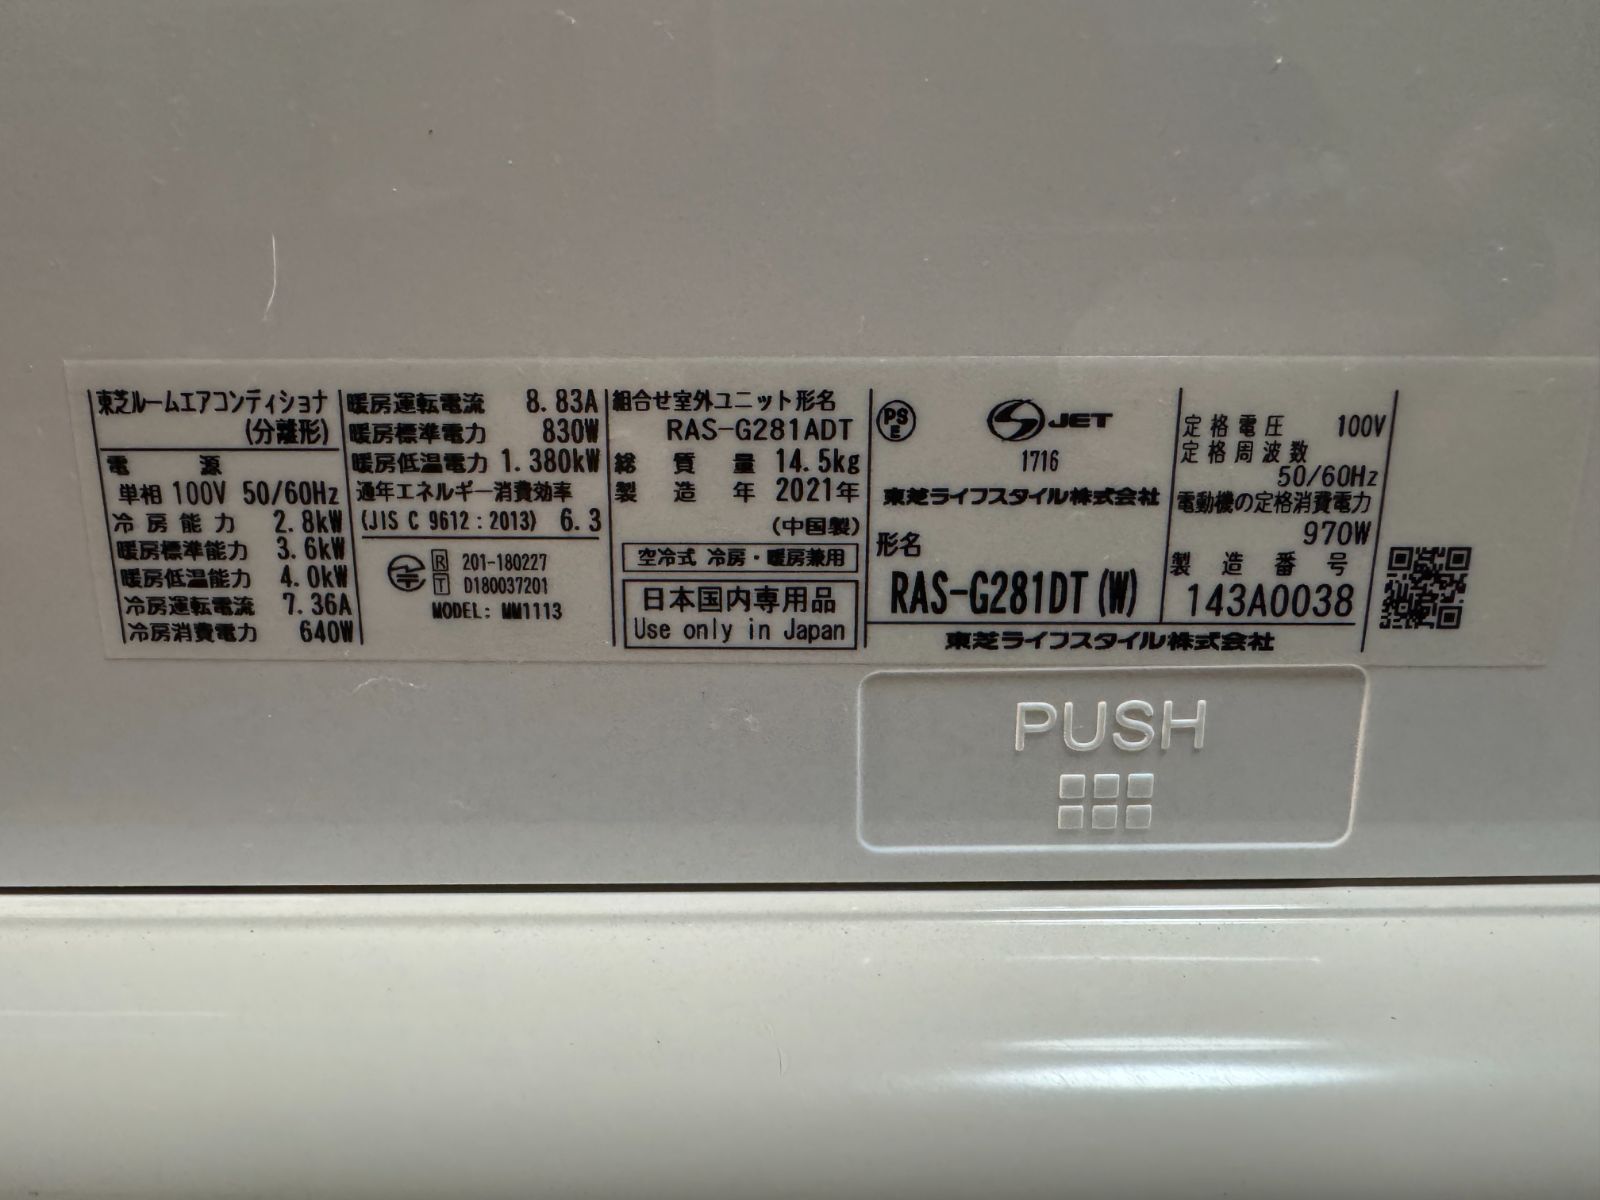 東芝ルームエアコンディショナ
(分離形)
電源
単相 100V 50/60Hz
冷房能力 2.8kW
暖房標準能力 3.6kW
暖房低温能力 4.0kW
冷房運転電流 7.36A
冷房消費電力 640W
暖房運転電流 8.83A
暖房標準電力 830W
暖房低温電力 1.380kW
通年エネルギー消費効率
(JIS C 9612:2013) 6.3
R 201-180227
T D180037201
MODEL: MM1113
組合せ室外ユニット形名
RAS-G281ADT
総質量 14.5kg
製造年 2021年
(中国製)
空冷式 冷房・暖房兼用
日本国内専用品
Use only in Japan
PS
E
JET
1716
東芝ライフスタイル株式会社
形名
RAS-G281DT(W)
定格電圧 100V
定格周波数
50/60Hz
電動機の定格消費電力
970W
製造番号
143A0038
東芝ライフスタイル株式会社
PUSH